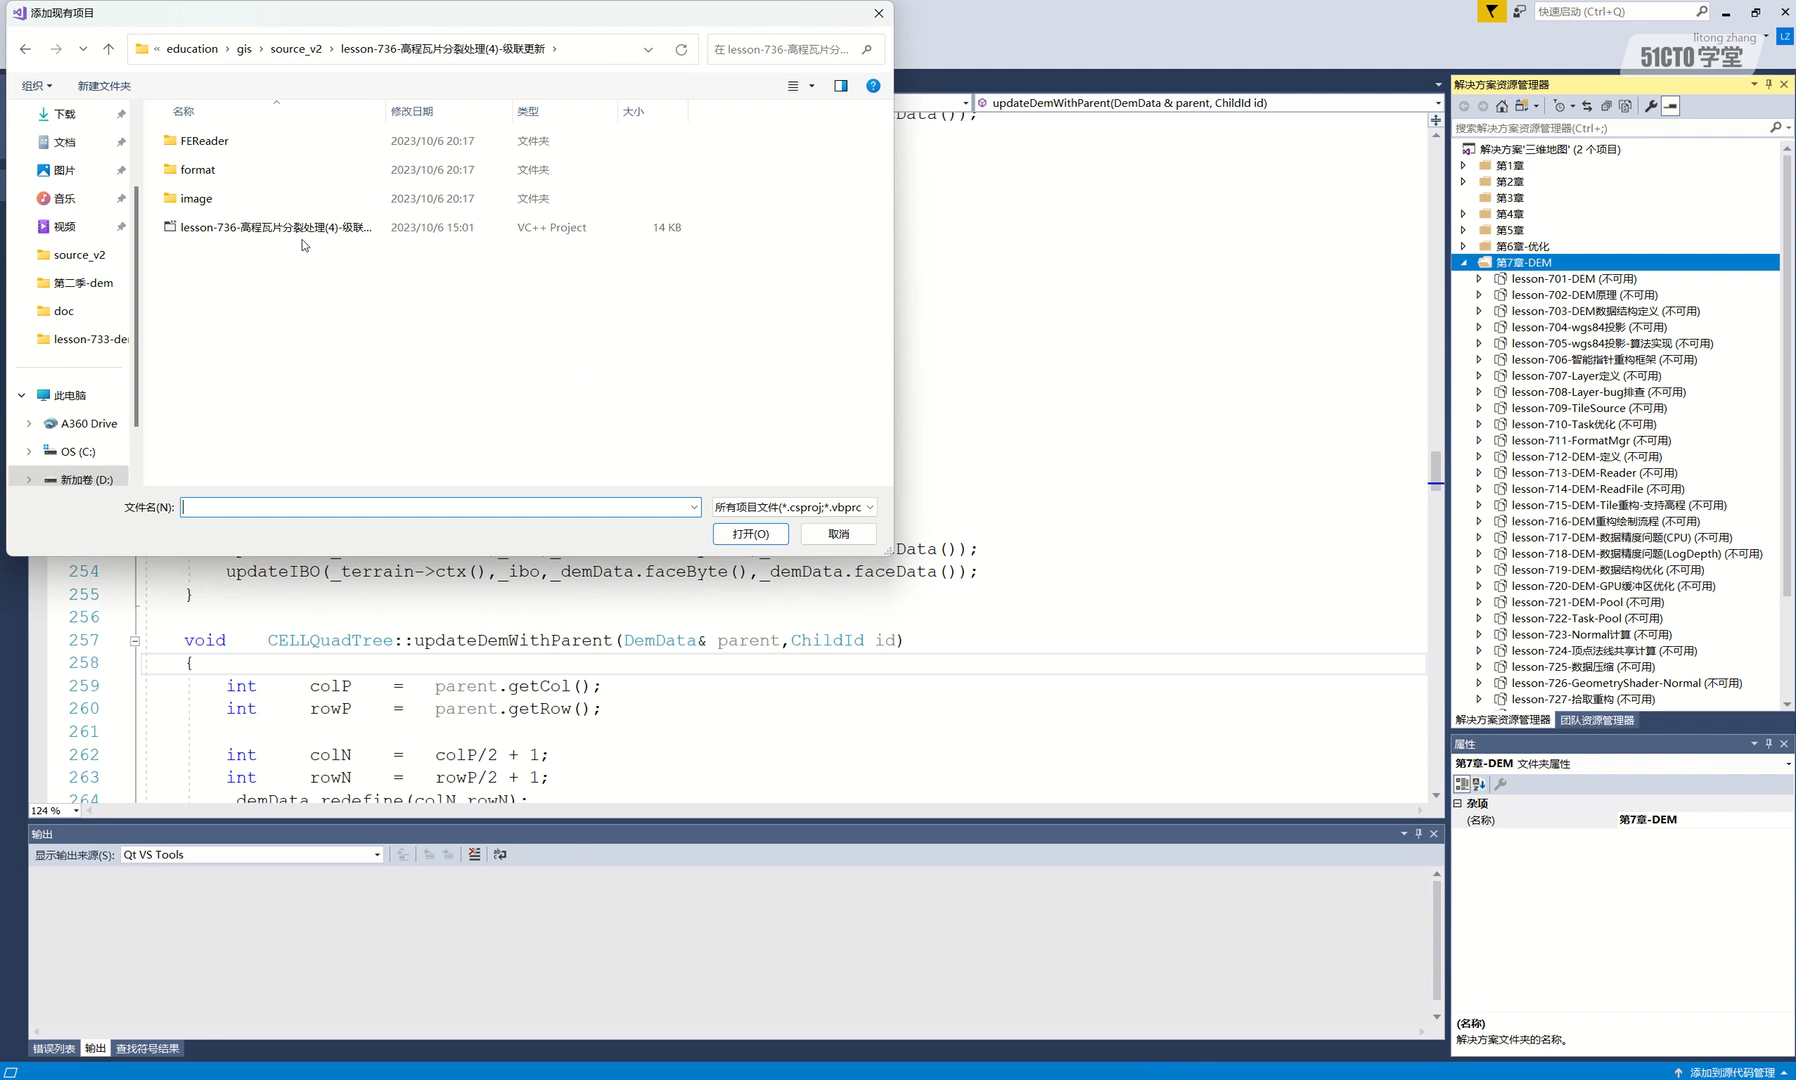 添加现有项目
« education › gis › source_v2 › lesson-736-高程瓦片分裂处理(4)-级联更新 ›
在 lesson-736-高程瓦片分...
组织
新建文件夹
下载
文档
图片
音乐
视频
source_v2
第二季-dem
doc
lesson-733-de
此电脑
A360 Drive
OS (C:)
新加卷 (D:)
名称 修改日期 类型 大小
FEReader 2023/10/6 20:17 文件夹
format 2023/10/6 20:17 文件夹
image 2023/10/6 20:17 文件夹
lesson-736-高程瓦片分裂处理(4)-级联... 2023/10/6 15:01 VC++ Project 14 KB
文件名(N):
所有项目文件(*.csproj;*.vbprc
打开(O)
取消
快速启动 (Ctrl+Q)
litong zhang
LZ
51CTO学堂
updateDemWithParent(DemData & parent, ChildId id)
Data());
254 updateIBO(_terrain->ctx(),_ibo,_demData.faceByte(),_demData.faceData());
255 }
256
257 void CELLQuadTree::updateDemWithParent(DemData& parent,ChildId id)
258 {
259 int colP = parent.getCol();
260 int rowP = parent.getRow();
261
262 int colN = colP/2 + 1;
263 int rowN = rowP/2 + 1;
264 _demData.redefine(colN,rowN);
124 %
输出
显示输出来源(S): Qt VS Tools
错误列表 输出 查找符号结果
解决方案资源管理器
搜索解决方案资源管理器(Ctrl+;)
解决方案'三维地图' (2 个项目)
第1章
第2章
第3章
第4章
第5章
第6章-优化
第7章-DEM
lesson-701-DEM (不可用)
lesson-702-DEM原理 (不可用)
lesson-703-DEM数据结构定义 (不可用)
lesson-704-wgs84投影 (不可用)
lesson-705-wgs84投影-算法实现 (不可用)
lesson-706-智能指针重构框架 (不可用)
lesson-707-Layer定义 (不可用)
lesson-708-Layer-bug排查 (不可用)
lesson-709-TileSource (不可用)
lesson-710-Task优化 (不可用)
lesson-711-FormatMgr (不可用)
lesson-712-DEM-定义 (不可用)
lesson-713-DEM-Reader (不可用)
lesson-714-DEM-ReadFile (不可用)
lesson-715-DEM-Tile重构-支持高程 (不可用)
lesson-716-DEM重构绘制流程 (不可用)
lesson-717-DEM-数据精度问题(CPU) (不可用)
lesson-718-DEM-数据精度问题(LogDepth) (不可用)
lesson-719-DEM-数据结构优化 (不可用)
lesson-720-DEM-GPU缓冲区优化 (不可用)
lesson-721-DEM-Pool (不可用)
lesson-722-Task-Pool (不可用)
lesson-723-Normal计算 (不可用)
lesson-724-顶点法线共享计算 (不可用)
lesson-725-数据压缩 (不可用)
lesson-726-GeometryShader-Normal (不可用)
lesson-727-拾取重构 (不可用)
解决方案资源管理器 团队资源管理器
属性
第7章-DEM 文件夹属性
杂项
(名称) 第7章-DEM
(名称)
解决方案文件夹的名称。
添加到源代码管理